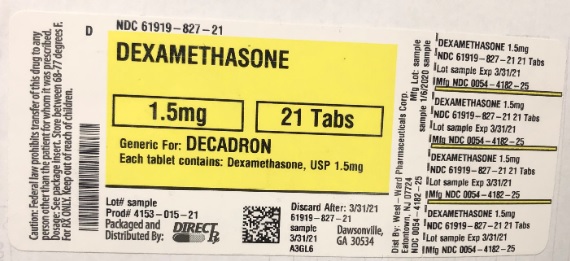 Caution: Federal law prohibits transfer of this drug to any
person other than the patient for whom it was prescribed.
Dosage: See package insert. Store between 68-77 degrees F.
For RX ONLY. Keep out of reach of children.
D
NDC 61919-827-21
DEXAMETHASONE
1.5mg
21 Tabs
Generic For: DECADRON
Each tablet contains: Dexamethasone, USP 1.5mg
Lot# sample
Prod# 4153-015-21
Packaged and
Distributed By:
DIRECT Rx
Discard After: 3/31/21
61919-827-21
sample
3/31/21
A3GL6
Dawsonville,
GA 30534
Mfg Lot: sample
sample 1/6/2020 sample
Dist By: West-Ward Pharmaceuticals Corp.
Eatontown, NJ 07724
NDC 0054-4182-25
DEXAMETHASONE 1.5mg
NDC 61919-827-21 21 Tabs
Lot sample Exp 3/31/21
Mfg NDC 0054-4182-25
DEXAMETHASONE 1.5mg
NDC 61919-827-21 21 Tabs
Lot sample Exp 3/31/21
Mfg NDC 0054-4182-25
DEXAMETHASONE 1.5mg
NDC 61919-827-21 21 Tabs
Lot sample Exp 3/31/21
Mfg NDC 0054-4182-25
DEXAMETHASONE 1.5mg
NDC 61919-827-21 21 Tabs
Lot sample Exp 3/31/21
Mfg NDC 0054-4182-25